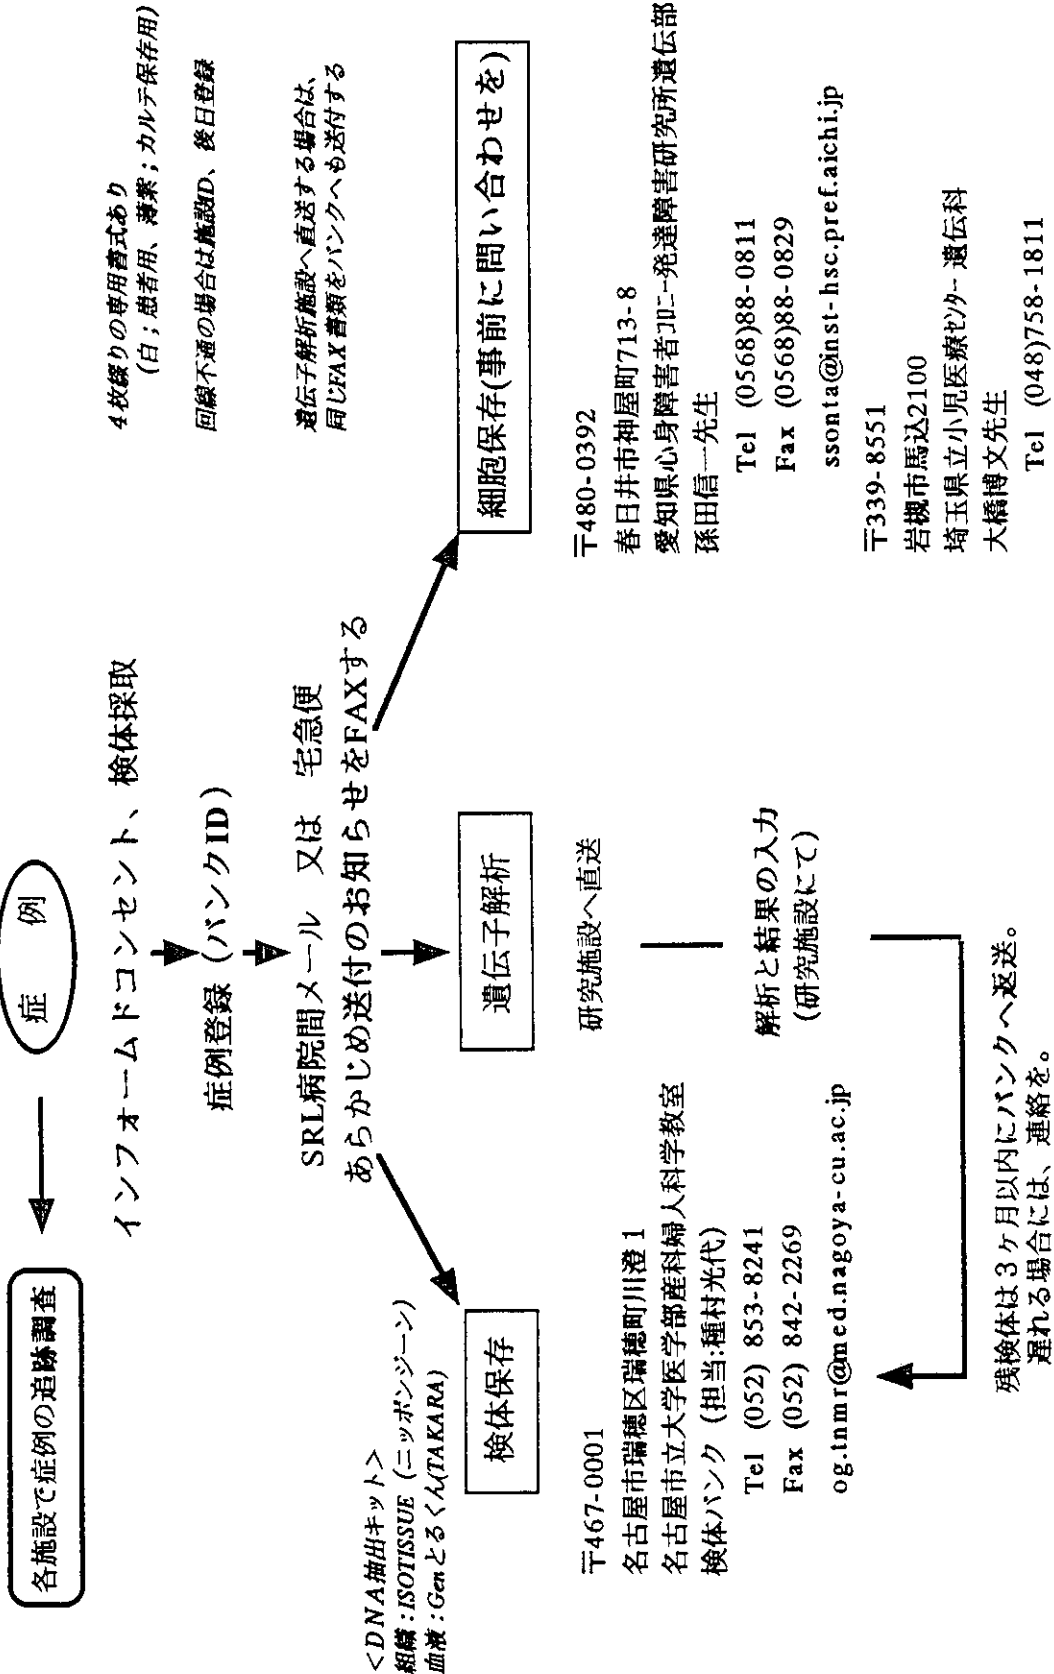 症　例
各施設で症例の追跡調査
インフォームドコンセント、検体採取
4枚綴りの専用書式あり
(白；患者用、薄紫；カルテ保存用)
症例登録（バンクID）
回線不通の場合は施設ID、後日登録
SRL病院間メール　又は　宅急便
あらかじめ送付のお知らせをFAXする
遺伝子解析施設へ直送する場合は、
同じFAX書類をバンクへも送付する
<DNA抽出キット>
組織：ISOTISSUE（ニッポンジーン）
血液：Genとるくん(TAKARA)
検体保存
〒467-0001
名古屋市瑞穂区瑞穂町川澄1
名古屋市立大学医学部産科婦人科学教室
検体バンク（担当:種村光代）
Tel (052) 853-8241
Fax (052) 842-2269
og.tnmr@med.nagoya-cu.ac.jp
遺伝子解析
研究施設へ直送
解析と結果の入力
(研究施設にて)
残検体は3ヶ月以内にバンクへ返送。
遅れる場合には、連絡を。
細胞保存(事前に問い合わせを)
〒480-0392
春日井市神屋町713-8
愛知県心身障害者ｺﾛﾆｰ発達障害研究所遺伝部
孫田信一先生
Tel (0568)88-0811
Fax (0568)88-0829
ssonta@inst-hsc.pref.aichi.jp
〒339-8551
岩槻市馬込2100
埼玉県立小児医療ｾﾝﾀｰ 遺伝科
大橋博文先生
Tel (048)758-1811